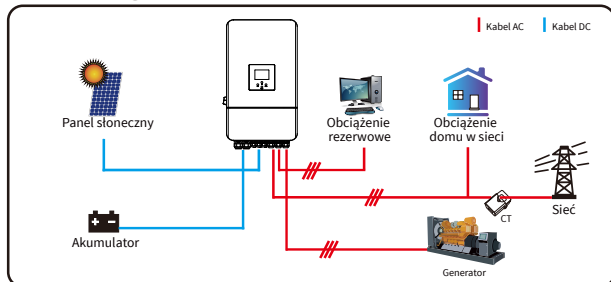 Kabel AC
Kabel DC
Panel słoneczny
Obciążenie
rezerwowe
Obciążenie
domu w sieci
CT
Sieć
Akumulator
Generator